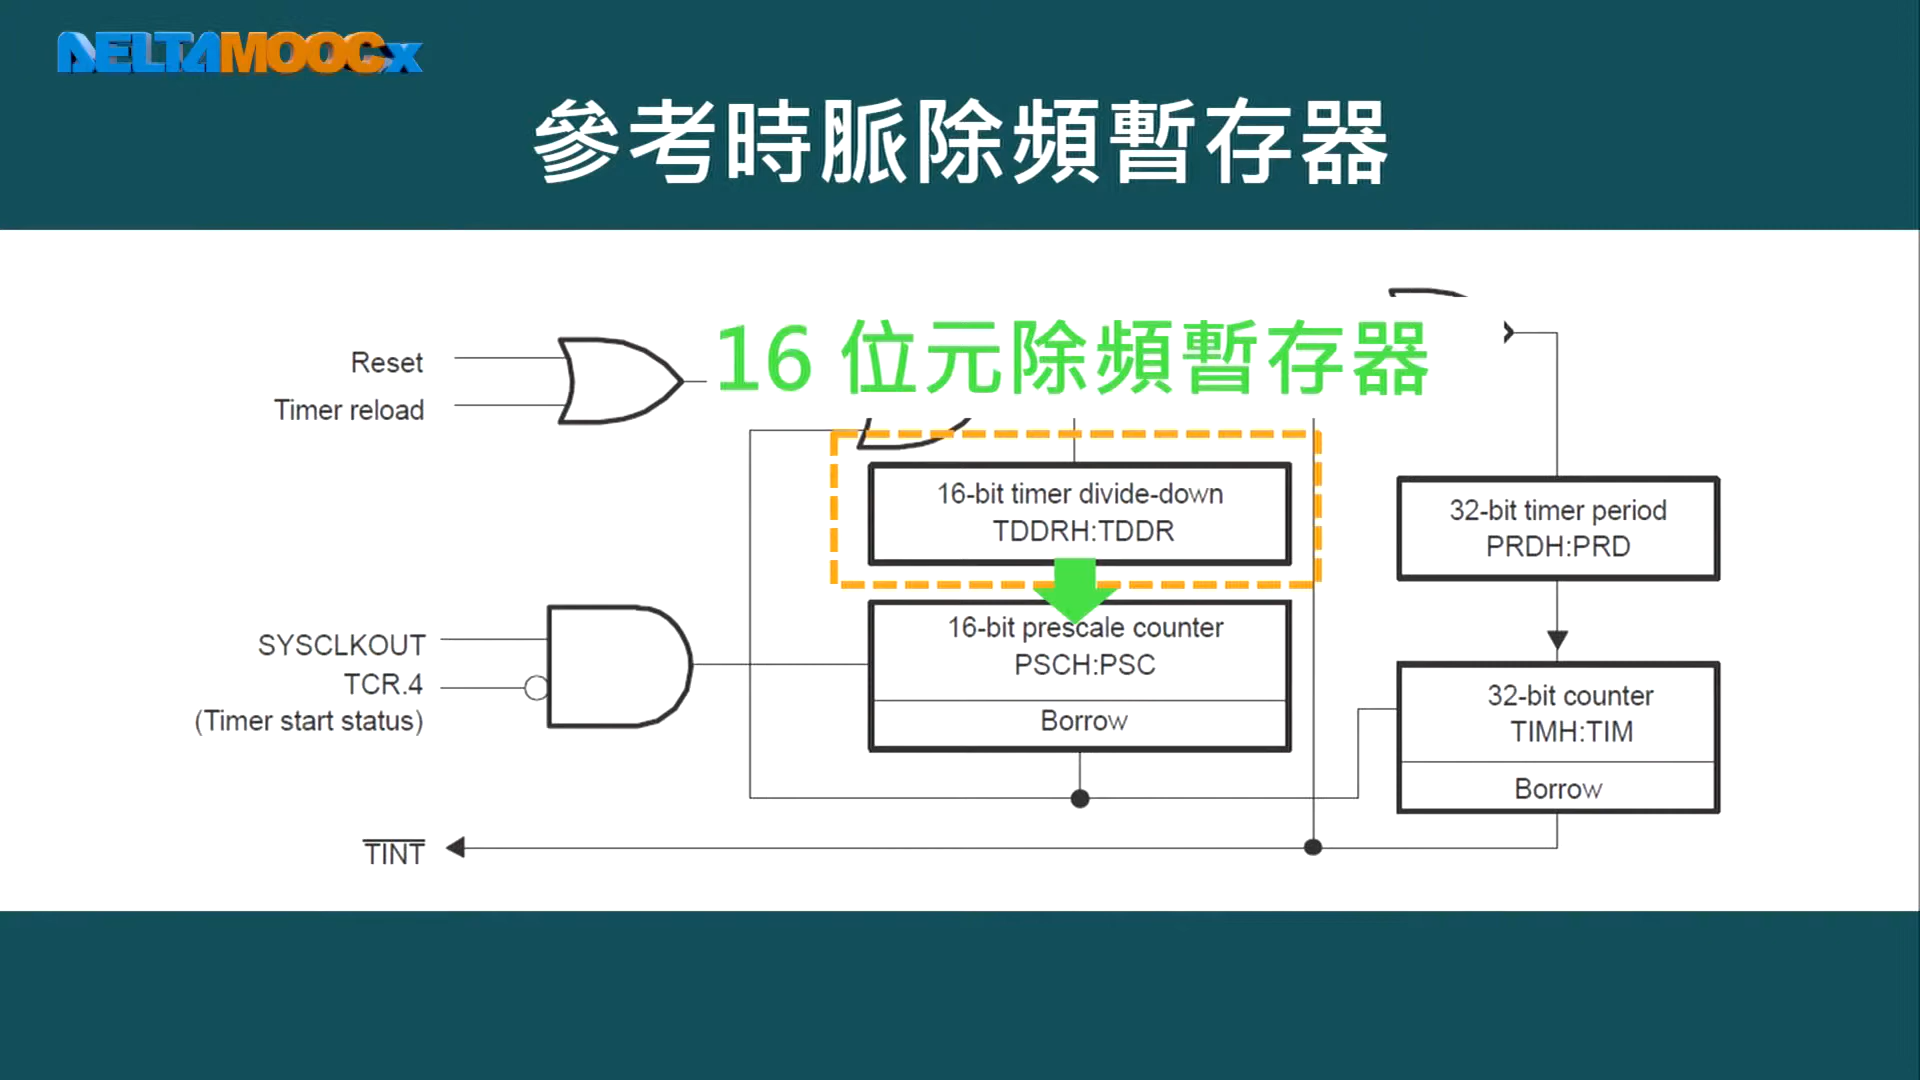 DELTAMOOCx
參考時脈除頻暫存器
16 位元除頻暫存器
Reset
Timer reload
16-bit timer divide-down
TDDRH:TDDR
32-bit timer period
PRDH:PRD
16-bit prescale counter
PSCH:PSC
Borrow
SYSCLKOUT
TCR.4
(Timer start status)
32-bit counter
TIMH:TIM
Borrow
TINT